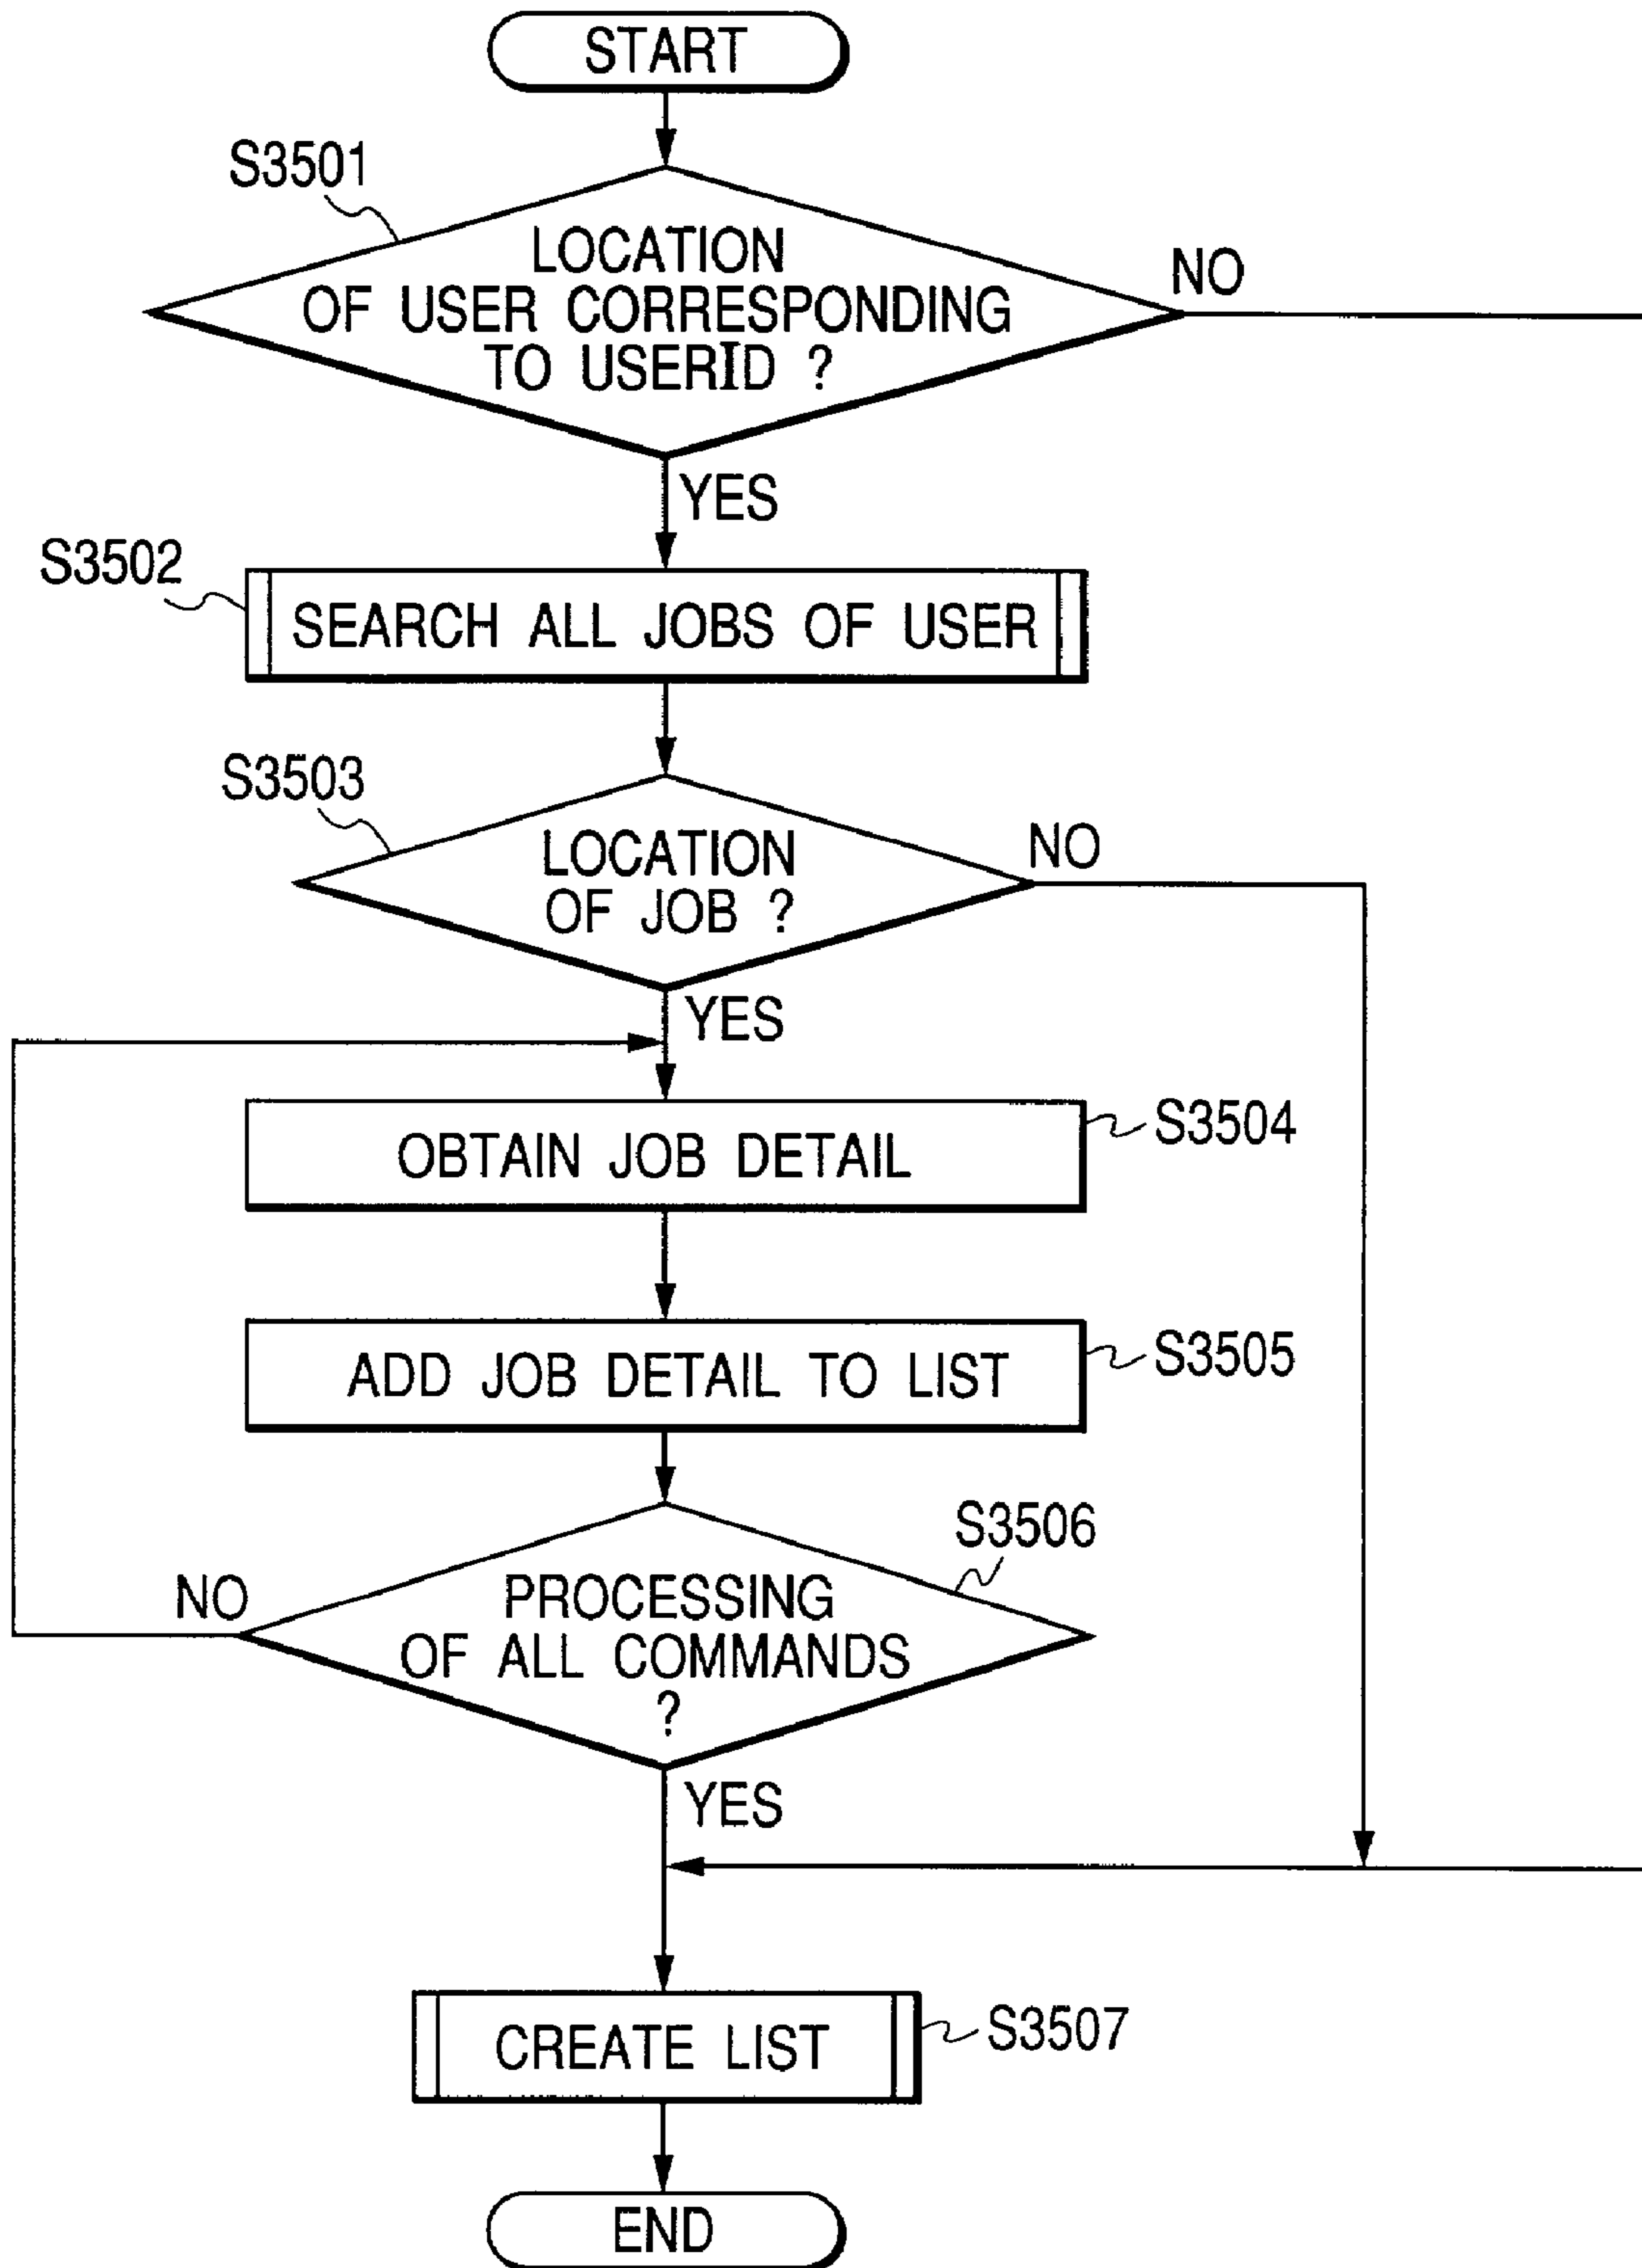 START
S3501
LOCATION
OF USER CORRESPONDING
TO USERID ?
NO
YES
S3502
SEARCH ALL JOBS OF USER
S3503
LOCATION
OF JOB ?
NO
YES
OBTAIN JOB DETAIL
S3504
ADD JOB DETAIL TO LIST
S3505
S3506
NO
PROCESSING
OF ALL COMMANDS
?
YES
CREATE LIST
S3507
END